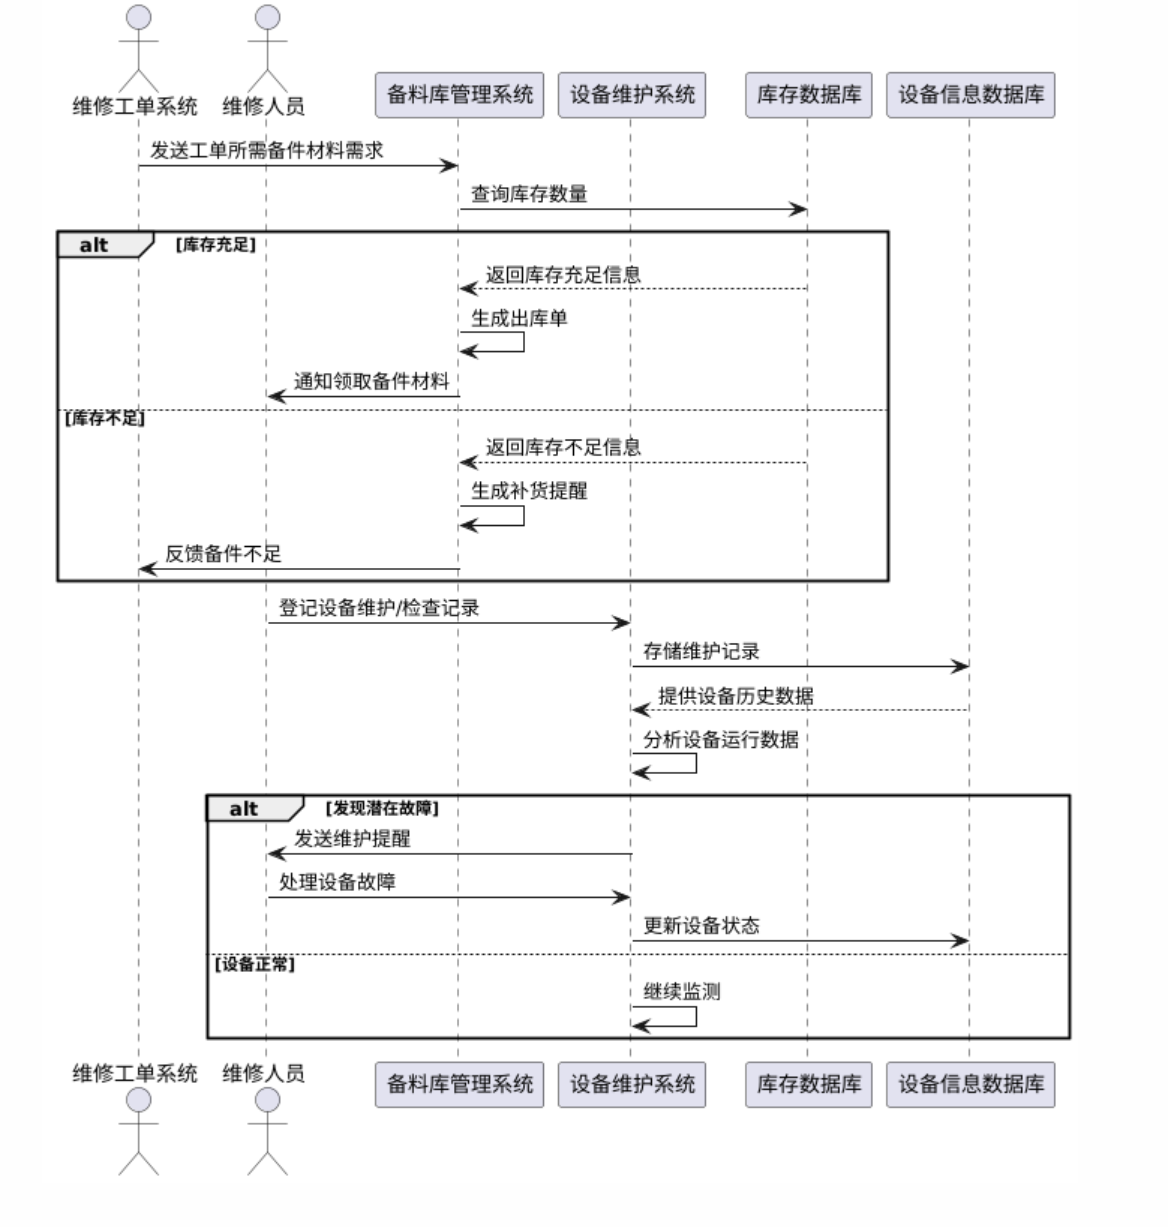 维修工单系统
维修人员
备料库管理系统
设备维护系统
库存数据库
设备信息数据库
发送工单所需备件材料需求
查询库存数量
alt
[库存充足]
返回库存充足信息
生成出库单
通知领取备件材料
[库存不足]
返回库存不足信息
生成补货提醒
反馈备件不足
登记设备维护/检查记录
存储维护记录
提供设备历史数据
分析设备运行数据
alt
[发现潜在故障]
发送维护提醒
处理设备故障
更新设备状态
[设备正常]
继续监测
维修工单系统
维修人员
备料库管理系统
设备维护系统
库存数据库
设备信息数据库